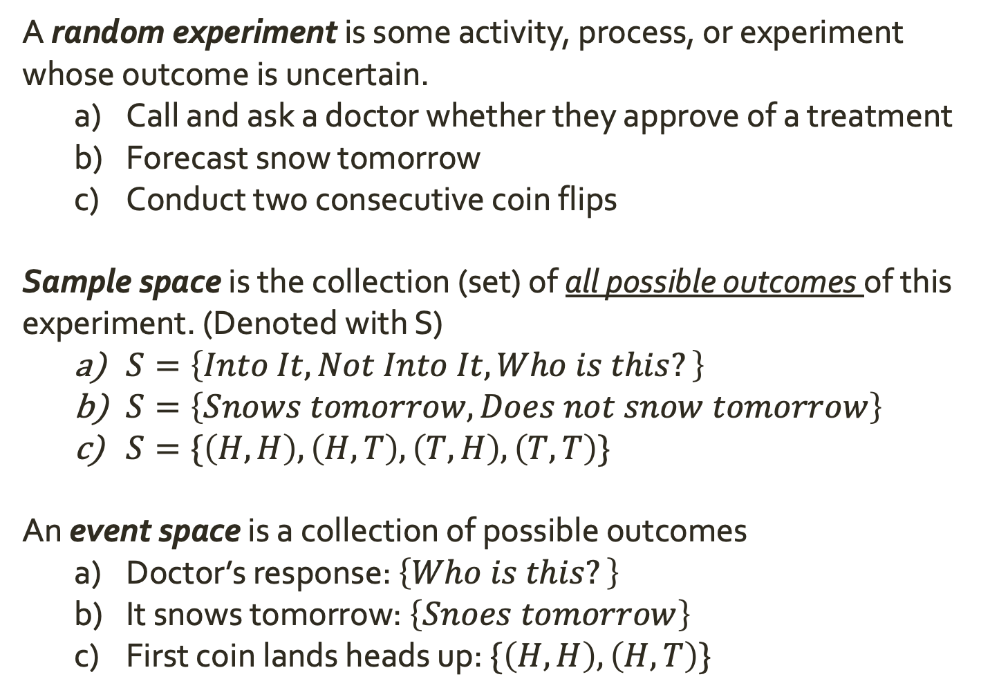 A random experiment is some activity, process, or experiment
whose outcome is uncertain.
a) Call and ask a doctor whether they approve of a treatment
b) Forecast snow tomorrow
c) Conduct two consecutive coin flips
Sample space is the collection (set) of all possible outcomes of this
experiment. (Denoted with S)
a) S = {Into It, Not Into It, Who is this? }
b) S = {Snows tomorrow, Does not snow tomorrow}
c) S = {(H, H), (H, T), (T, H), (T, T)}
An event space is a collection of possible outcomes
a) Doctor's response: {Who is this? }
b) It snows tomorrow: {Snoes tomorrow}
c) First coin lands heads up: {(H, H), (H, T)}